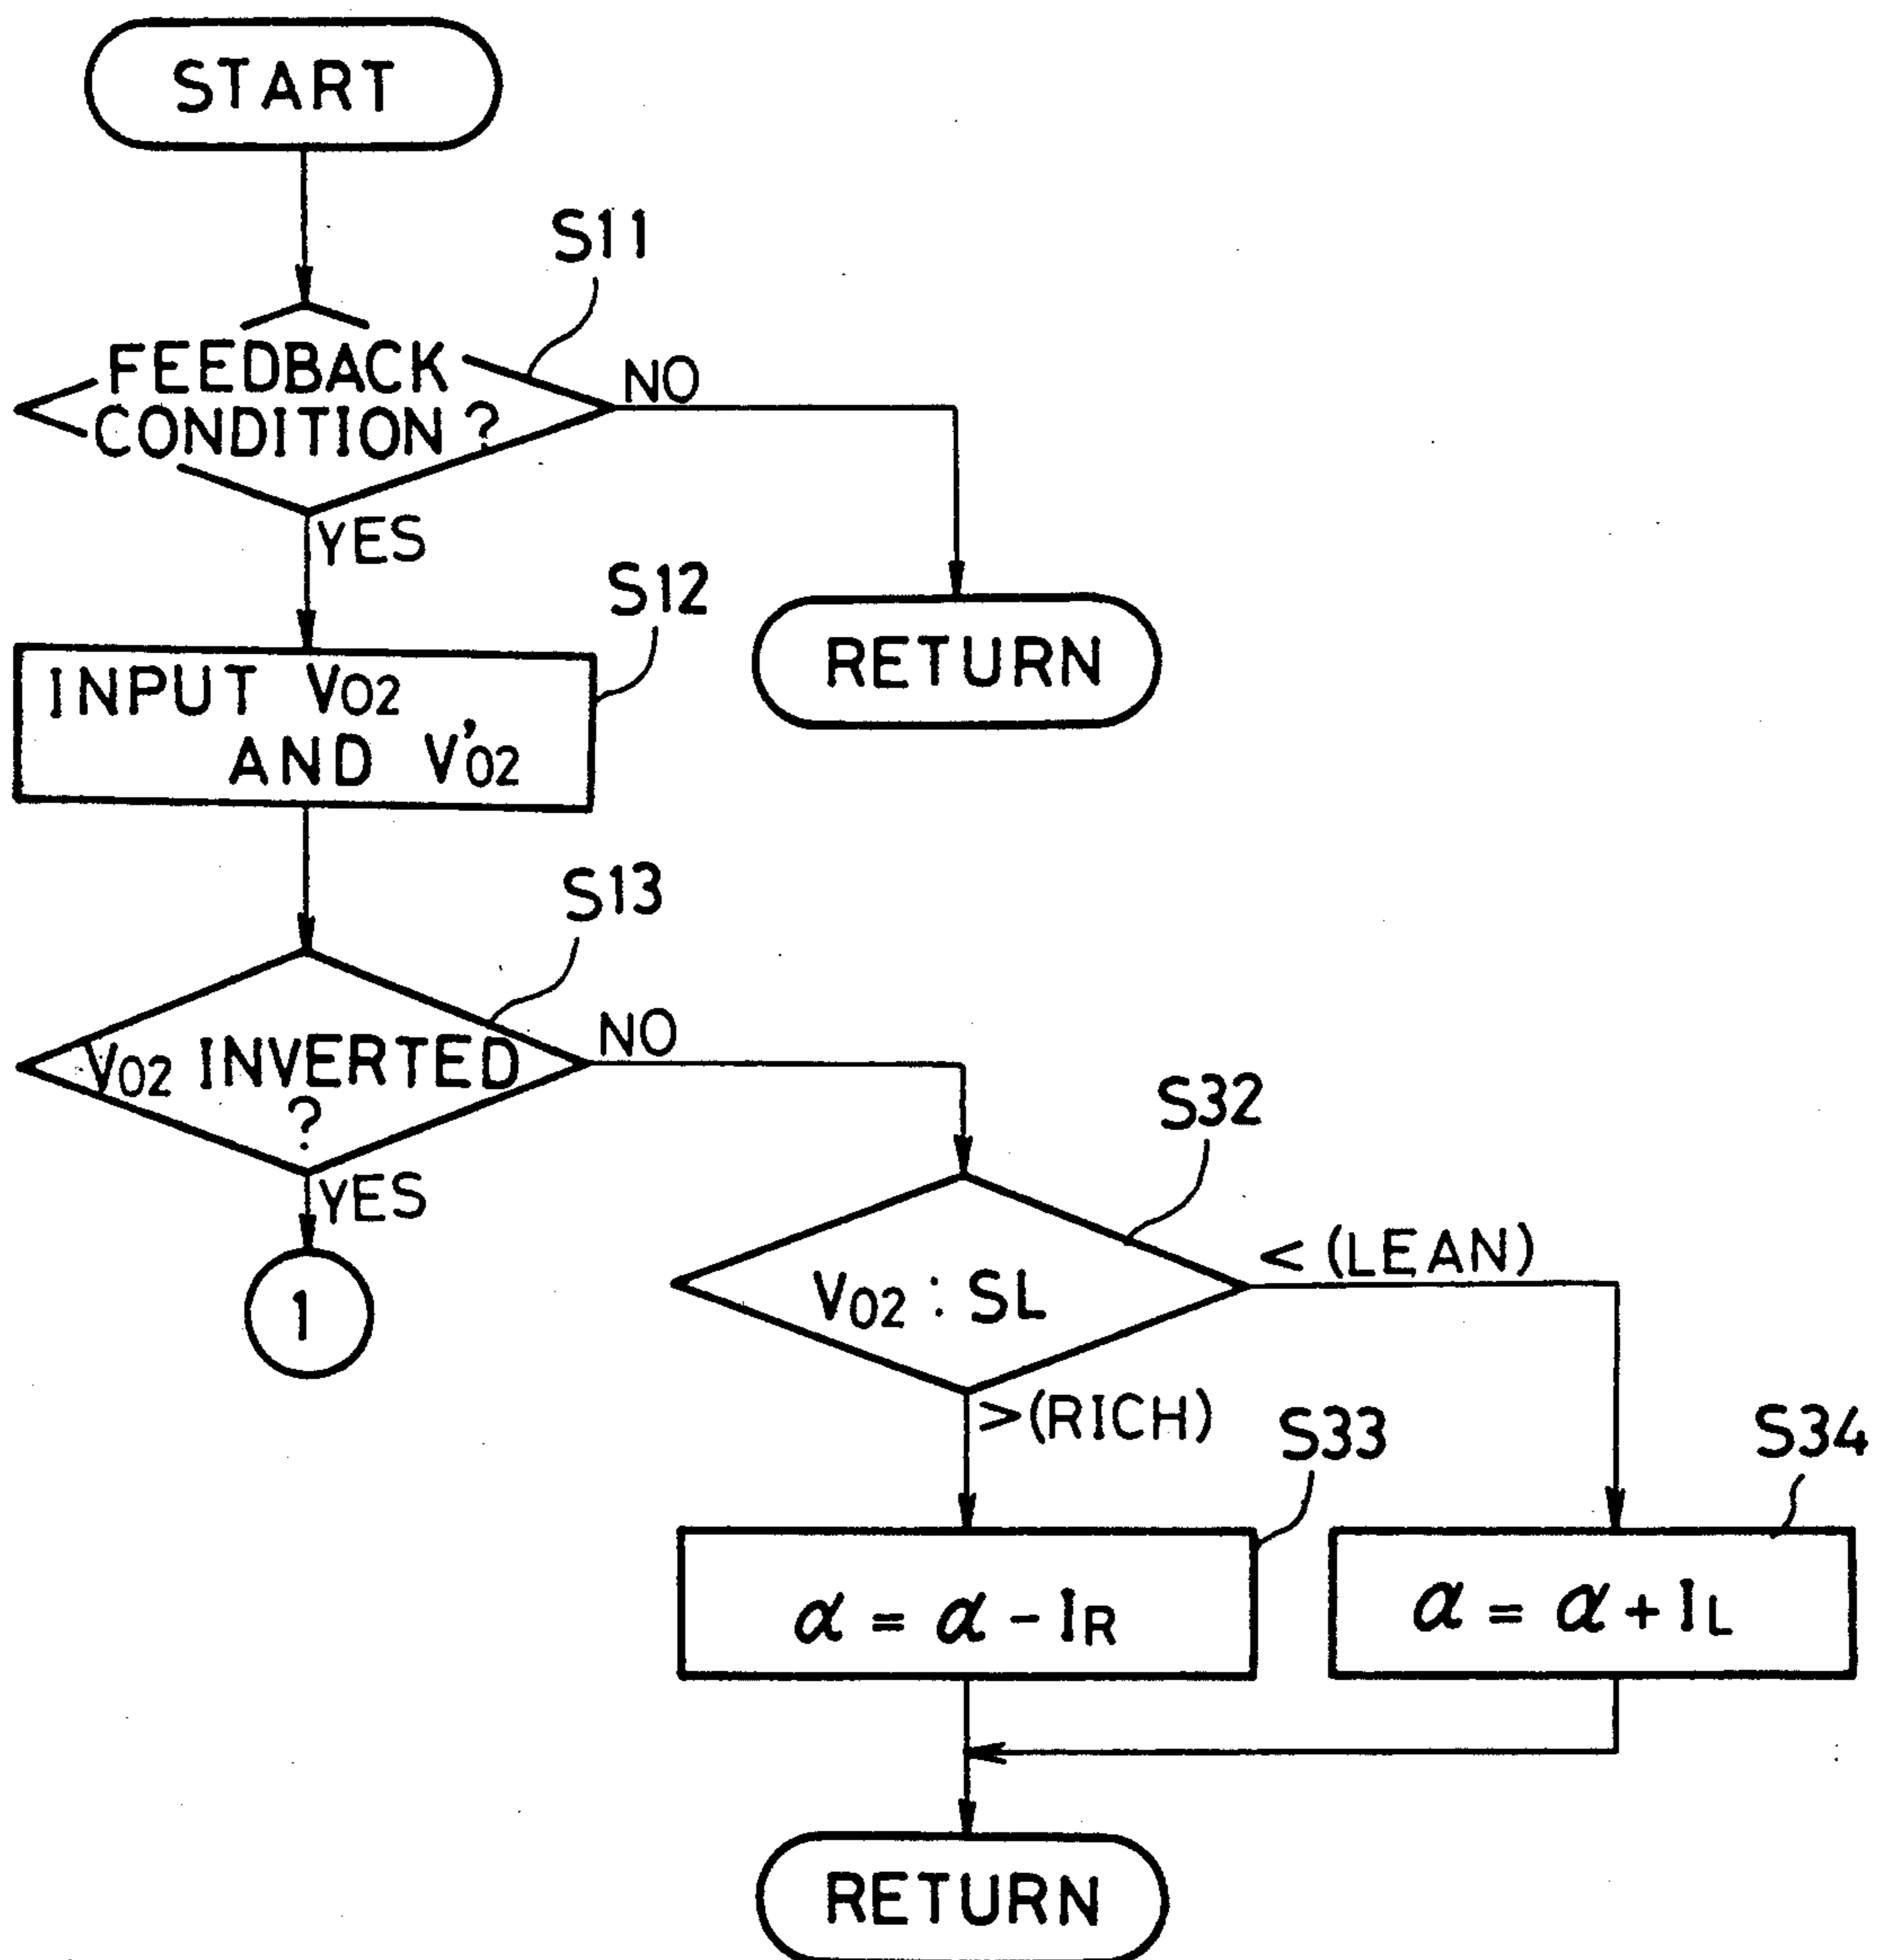 START
S11
FEEDBACK
CONDITION ?
NO
YES
S12
RETURN
INPUT VO2
AND V'O2
S13
VO2 INVERTED
?
NO
YES
1
S32
VO2 : SL
< (LEAN)
>(RICH)
S33
S34
α = α - IR
α = α + IL
RETURN